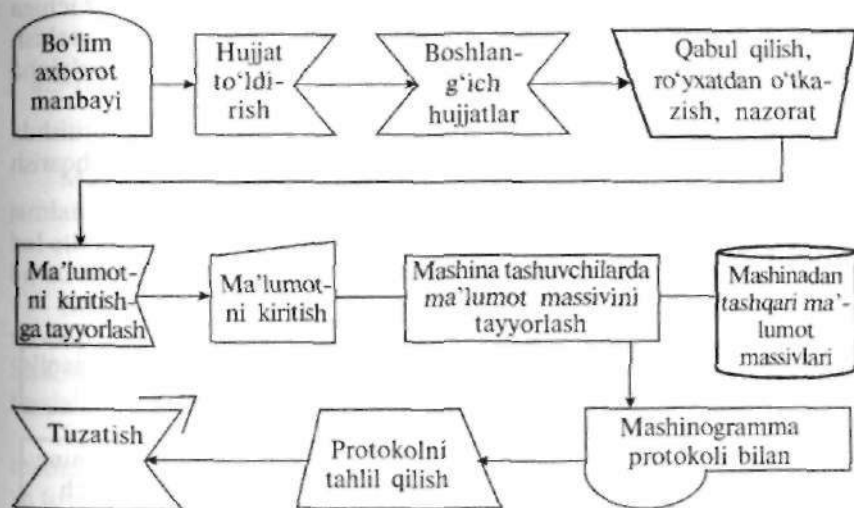 Bo‘lim
axborot
manbayi
Hujjat
to‘ldi-
rish
Boshlan-
g‘ich
hujjatlar
Qabul qilish,
ro‘yxatdan o‘tka-
zish, nazorat
Ma’lumot-
ni kiritish-
ga tayyorlash
Ma’lumot-
ni kiritish
Mashina tashuvchilarda
ma’lumot massivini
tayyorlash
Mashinadan
tashqari ma’-
lumot
massivlari
Tuzatish
Protokolni
tahlil qilish
Mashinogramma
protokoli bilan